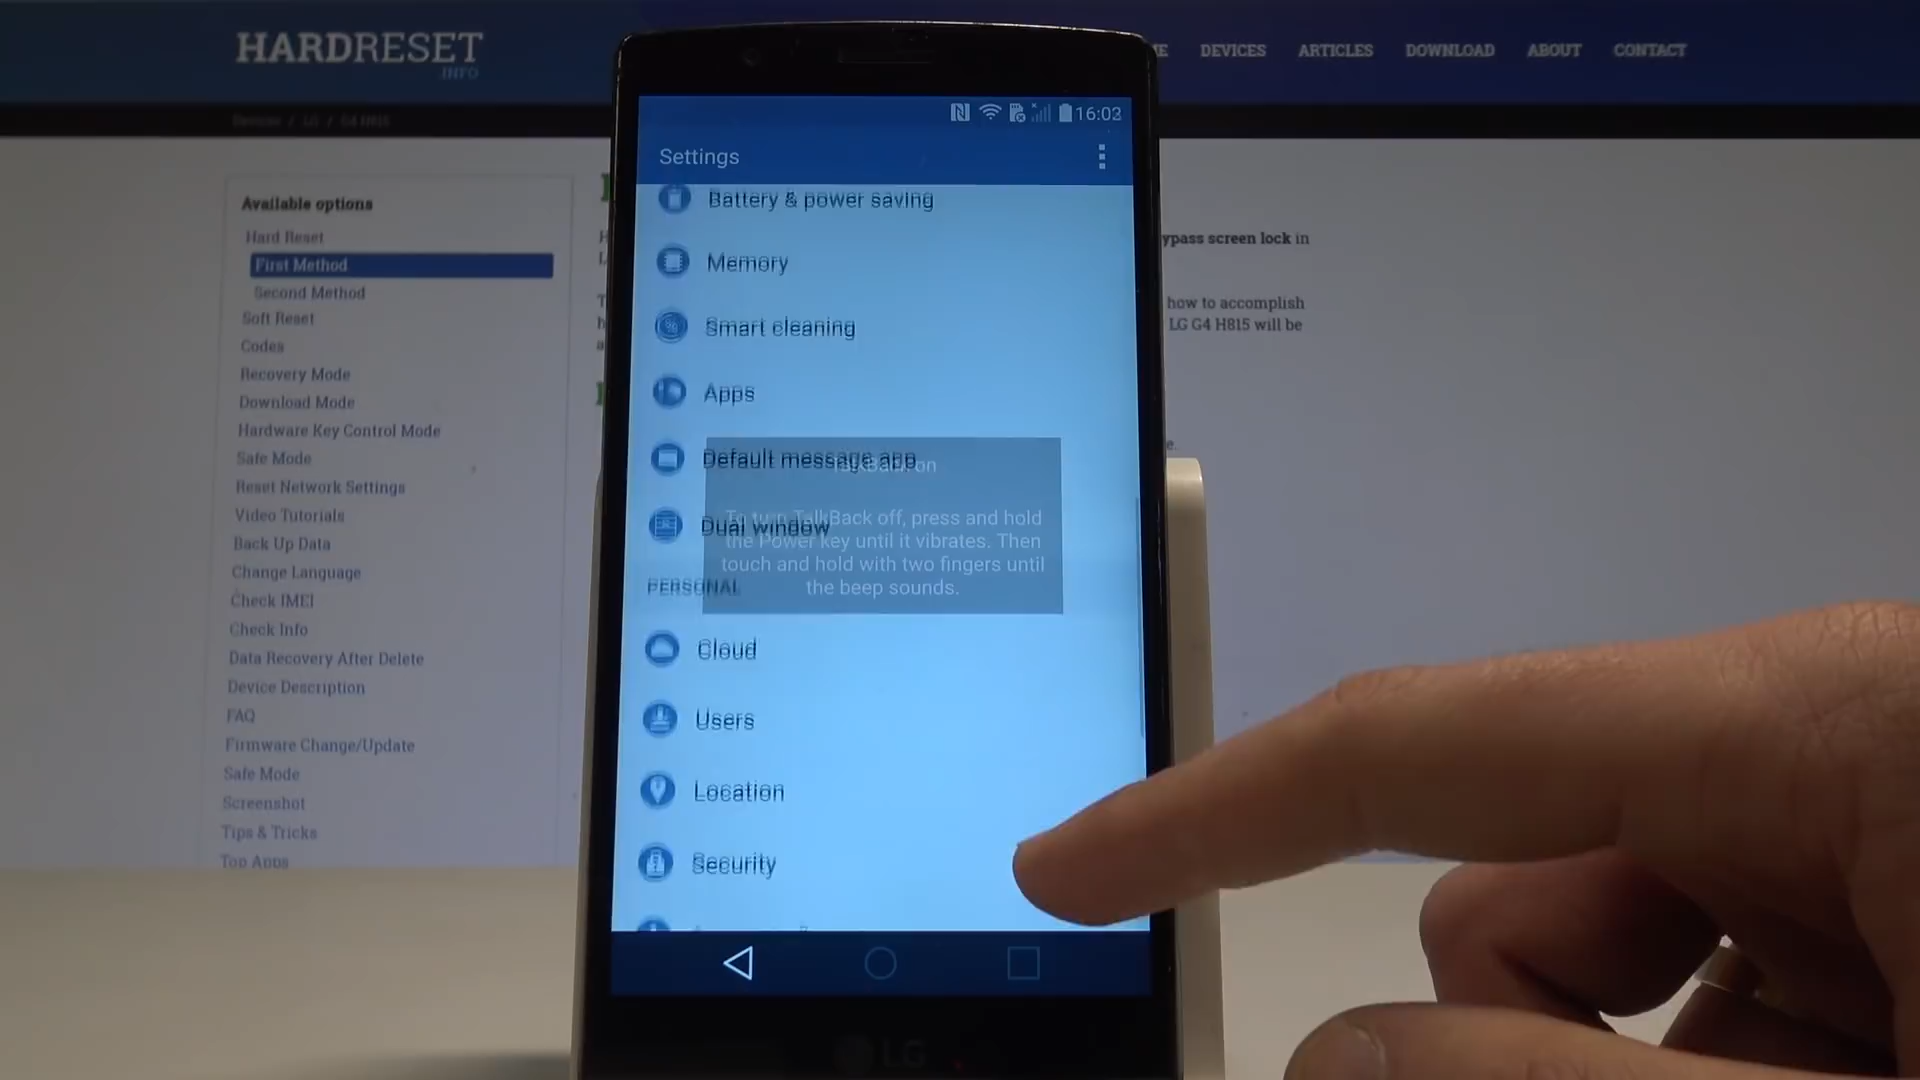 HARDRESET
.INFO
DEVICES
ARTICLES
DOWNLOAD
ABOUT
CONTACT
Devices / LG / G4 H815
Available options
Hard Reset
First Method
Second Method
Soft Reset
Codes
Recovery Mode
Download Mode
Hardware Key Control Mode
Safe Mode
Reset Network Settings
Video Tutorials
Back Up Data
Change Language
Check IMEI
Check Info
Data Recovery After Delete
Device Description
FAQ
Firmware Change/Update
Safe Mode
Screenshot
Tips & Tricks
Top Apps
16:02
Settings
Battery & power saving
Memory
Smart cleaning
Apps
Default message app
Dual window
PERSONAL
Cloud
Users
Location
Security
TalkBack on
To turn TalkBack off, press and hold
the Power key until it vibrates. Then
touch and hold with two fingers until
the beep sounds.
LG
ypass screen lock in
how to accomplish
LG G4 H815 will be